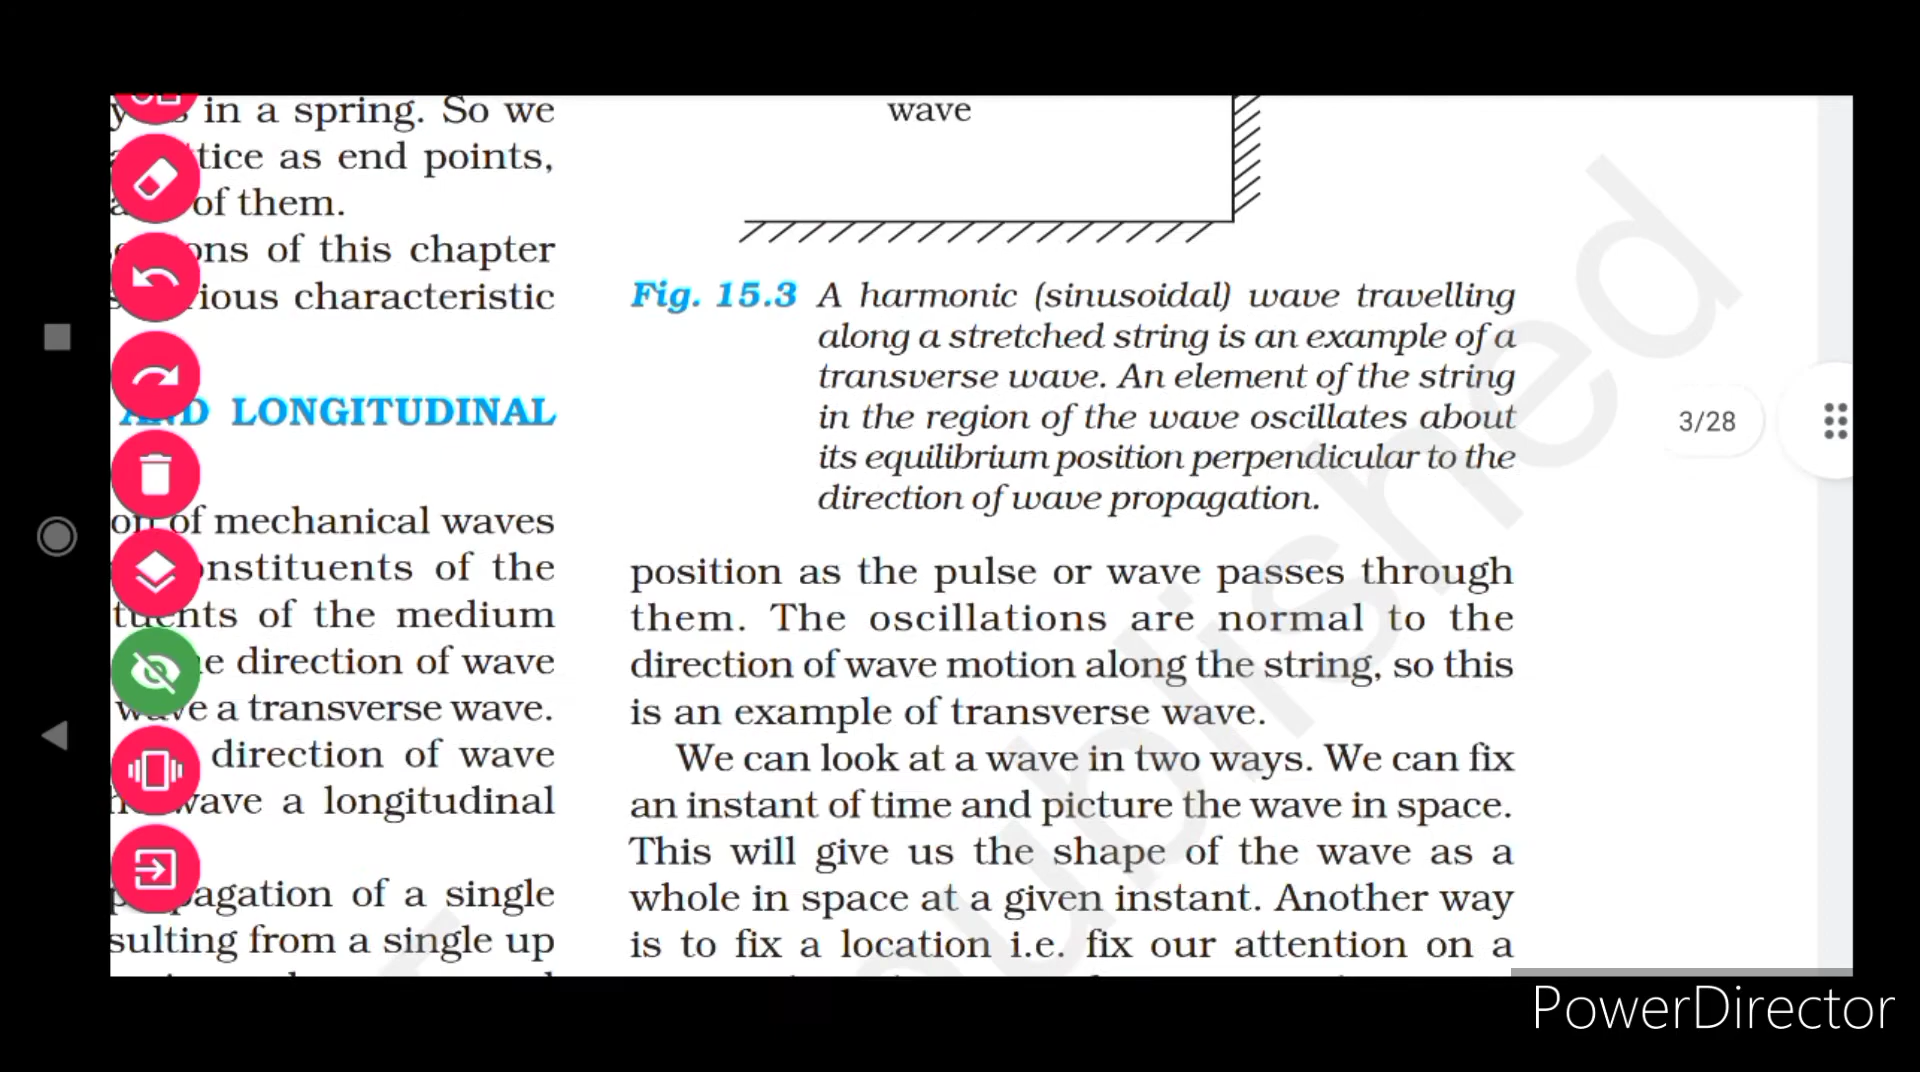 in a spring. So we
as end points,
of them.
of this chapter
characteristic
AND LONGITUDINAL
of mechanical waves
of the
of the medium
direction of wave
wave a transverse wave.
direction of wave
wave a longitudinal
of a single
from a single up
wave
Fig. 15.3 A harmonic (sinusoidal) wave travelling
along a stretched string is an example of a
transverse wave. An element of the string
in the region of the wave oscillates about
its equilibrium position perpendicular to the
direction of wave propagation.
position as the pulse or wave passes through
them. The oscillations are normal to the
direction of wave motion along the string, so this
is an example of transverse wave.
We can look at a wave in two ways. We can fix
an instant of time and picture the wave in space.
This will give us the shape of the wave as a
whole in space at a given instant. Another way
is to fix a location i.e. fix our attention on a
3/28
PowerDirector